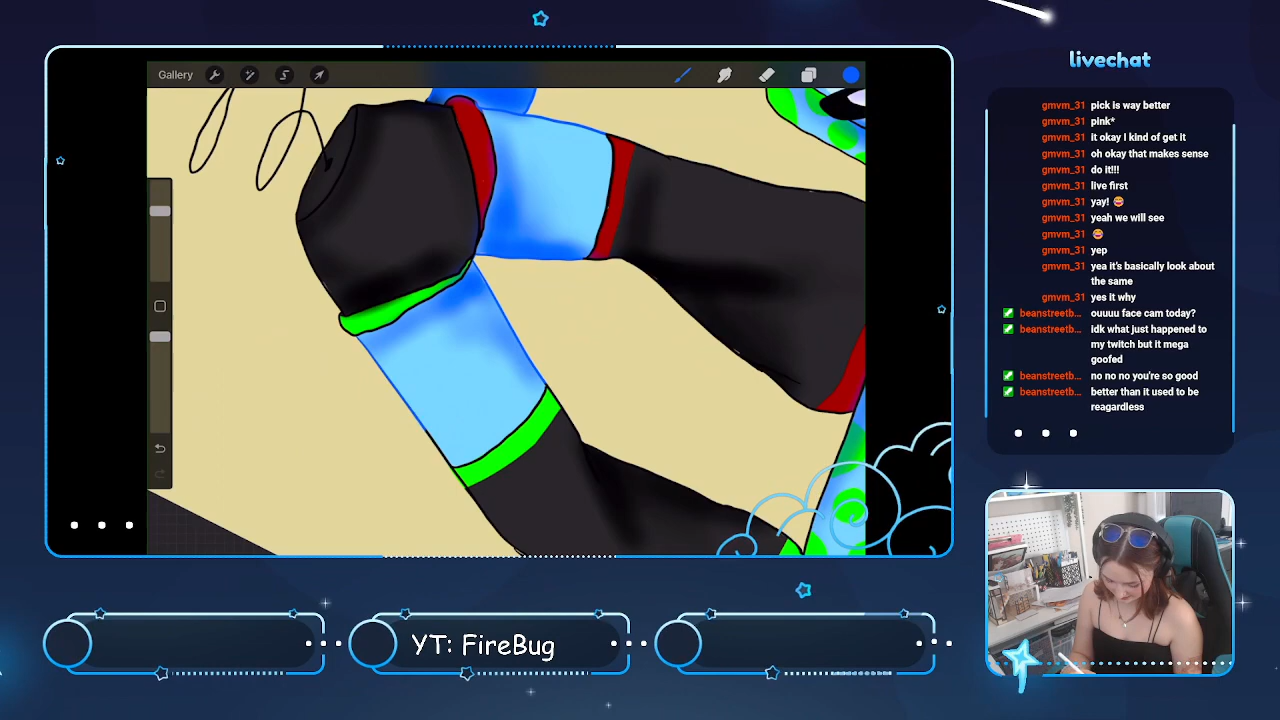 livechat
Gallery
gmvm_31 pick is way better
gmvm_31 pInk*
gmvm_31 it okay I kind of get it
gmvm_31 oh okay that makes sense
gmvm_31 do it!!!
gmvm_31 live first
gmvm_31 yay! 😂
gmvm_31 yeah we will see
gmvm_31 😂
gmvm_31 yep
gmvm_31 yea it's basically look about
the same
gmvm_31 yes it why
beanstreetb... ouuuu face cam today?
beanstreetb... Idk what just happened to
my twitch but it mega
goofed
beanstreetb... no no no you're so good
beanstreetb... better than it used to be
reagardless
YT: FireBug